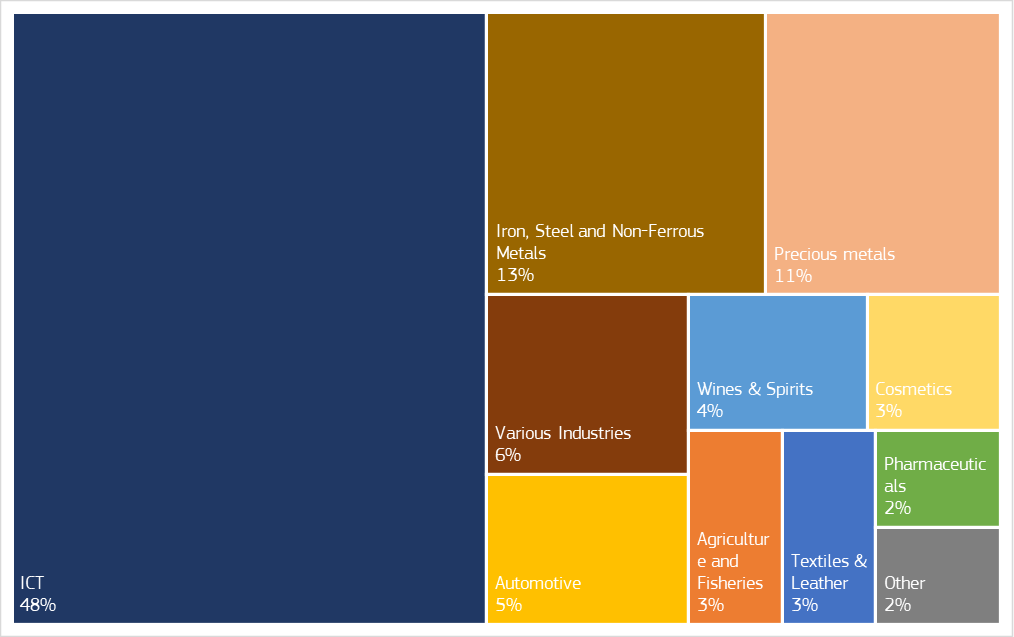 ICT
48%
Iron, Steel and Non-Ferrous
Metals
13%
Precious metals
11%
Various Industries
6%
Wines & Spirits
4%
Cosmetics
3%
Automotive
5%
Agricultur
e and
Fisheries
3%
Textiles &
Leather
3%
Pharmaceutic
als
2%
Other
2%